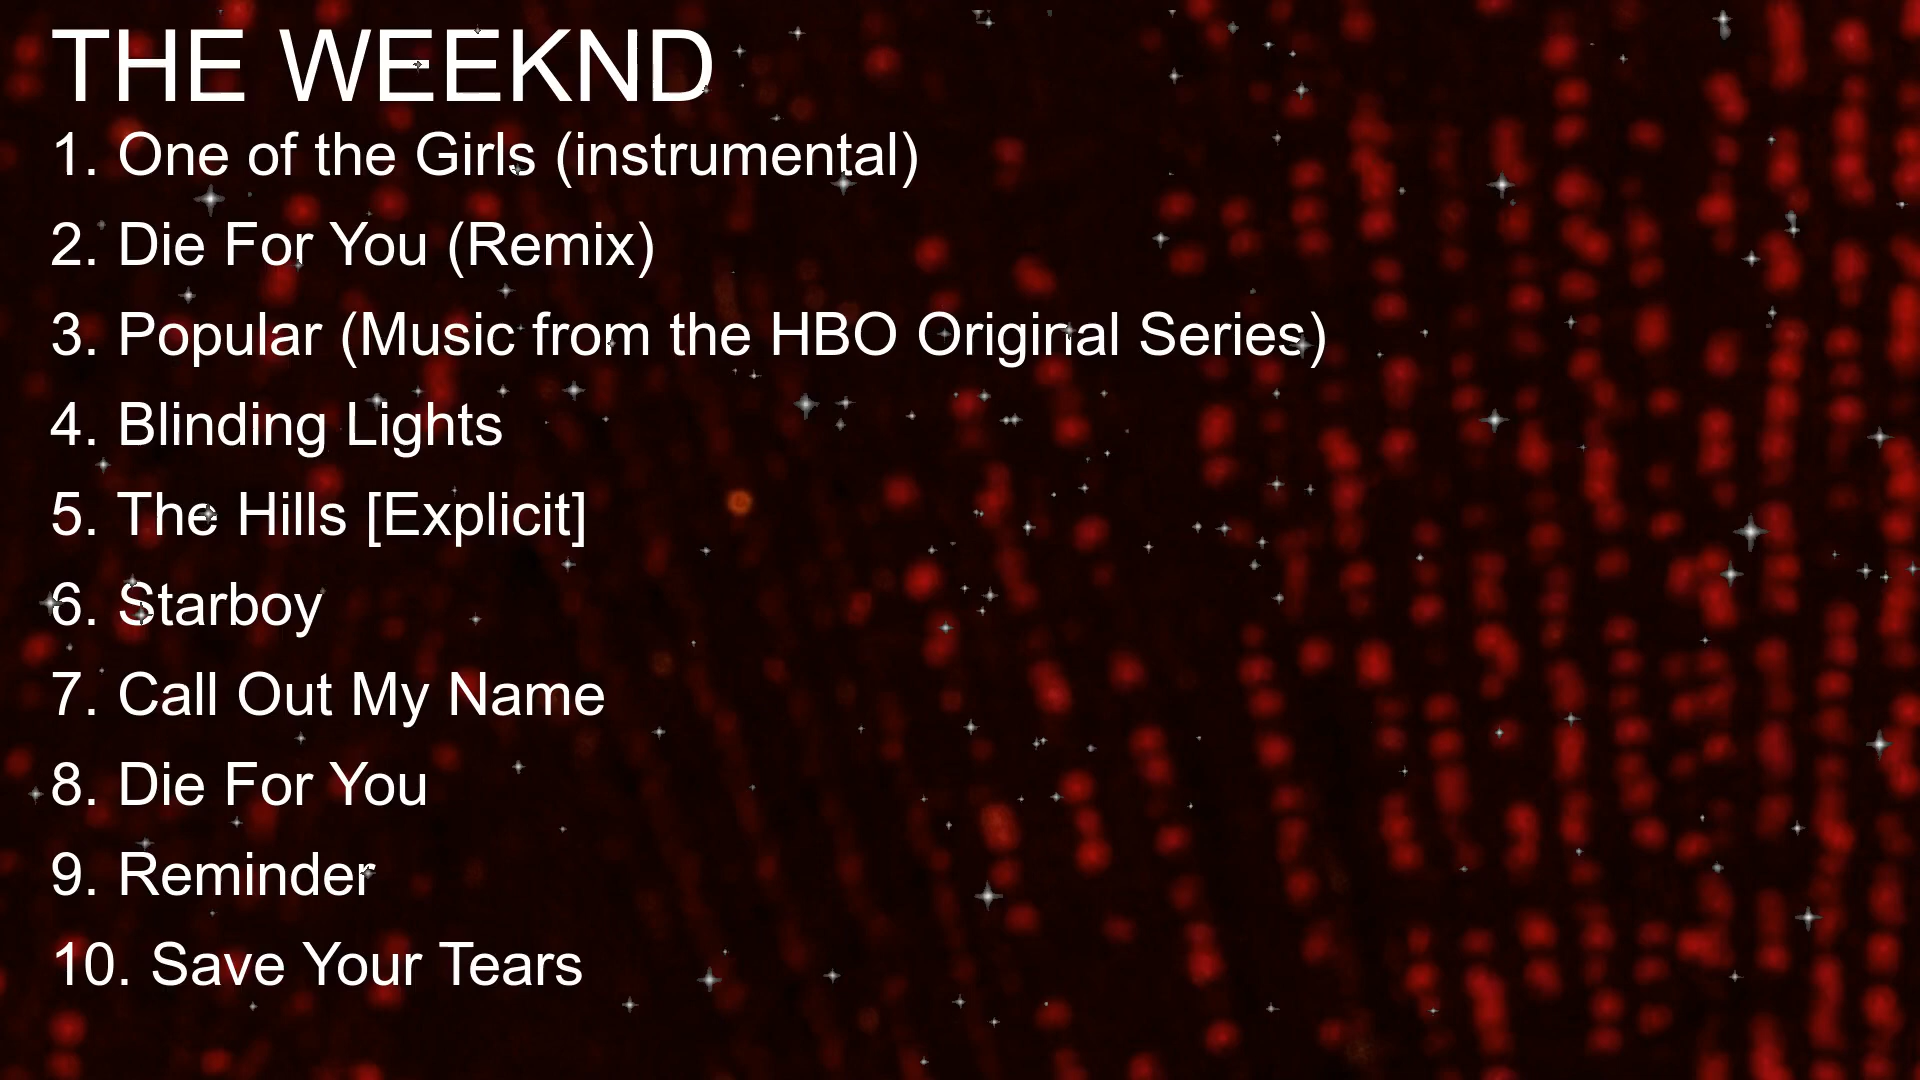 THE WEEKND
1. One of the Girls (instrumental)
2. Die For You (Remix)
3. Popular (Music from the HBO Original Series)
4. Blinding Lights
5. The Hills [Explicit]
6. Starboy
7. Call Out My Name
8. Die For You
9. Reminder
10. Save Your Tears